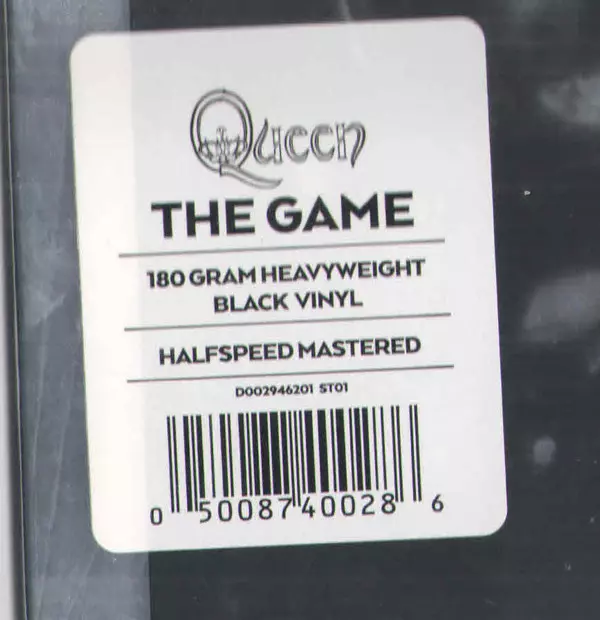 Queen
THE GAME
180 GRAM HEAVYWEIGHT
BLACK VINYL
HALFSPEED MASTERED
D002946201 ST01
0 50087 40028 6